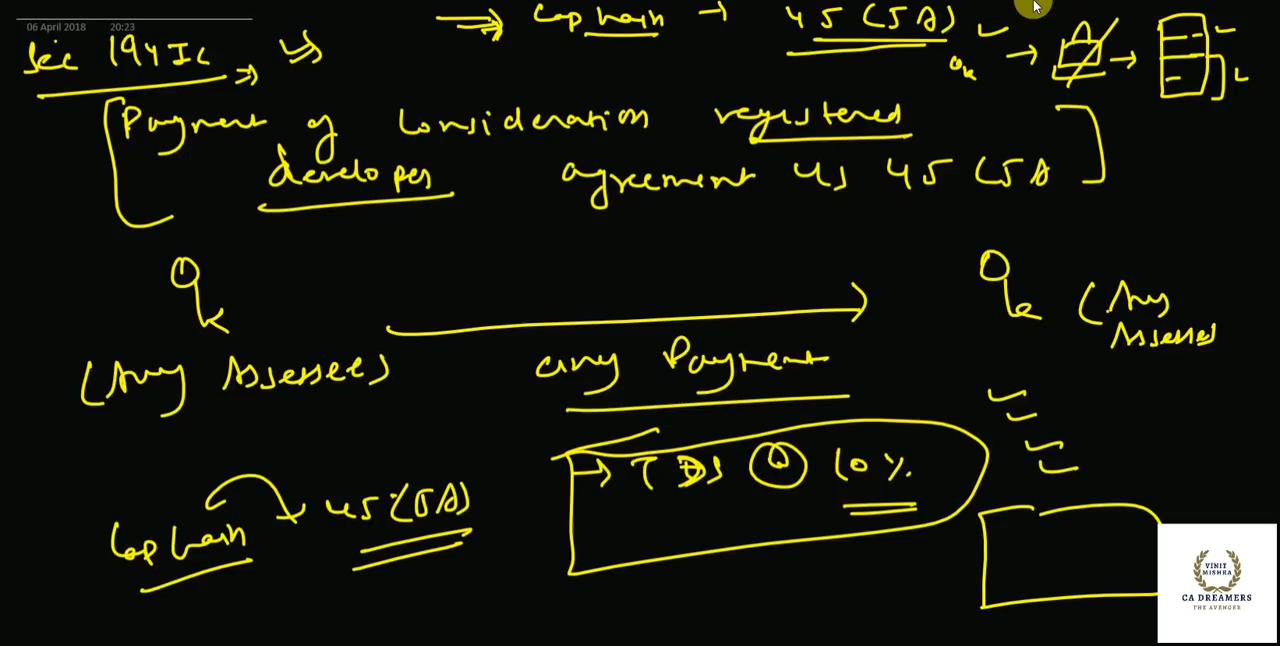 06 April 2018 20:23
Cap Gain → 45 (5A)
Sec 194IC ⇒
Payment of Consideration registered
developer agreement u/s 45 (5A
(Any Assessee) any Payment (Any Assessee
→ TDS @ 10%
Cap Gain → 45(5A)
VINIT
MISHRA
CA DREAMERS
THE AVENGER